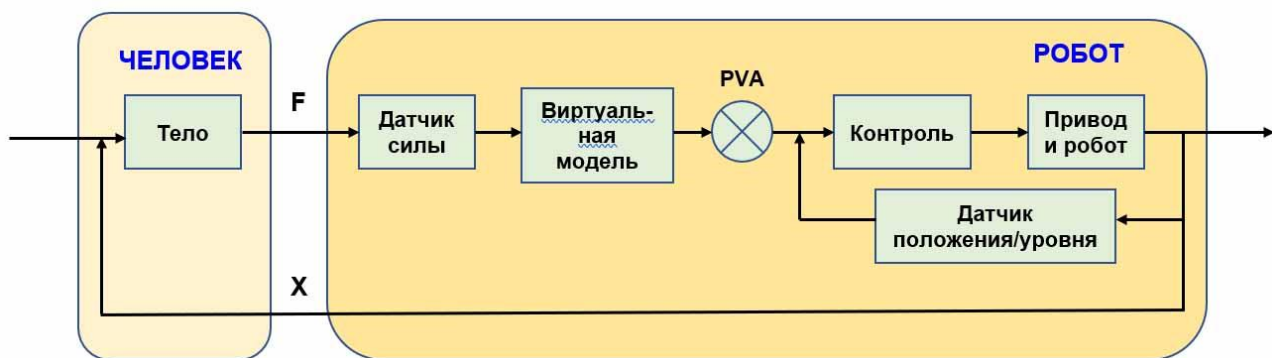 ЧЕЛОВЕК
РОБОТ
PVA
F
Тело
Датчик
силы
Виртуаль-
ная
модель
Контроль
Привод
и робот
Датчик
положения/уровня
X